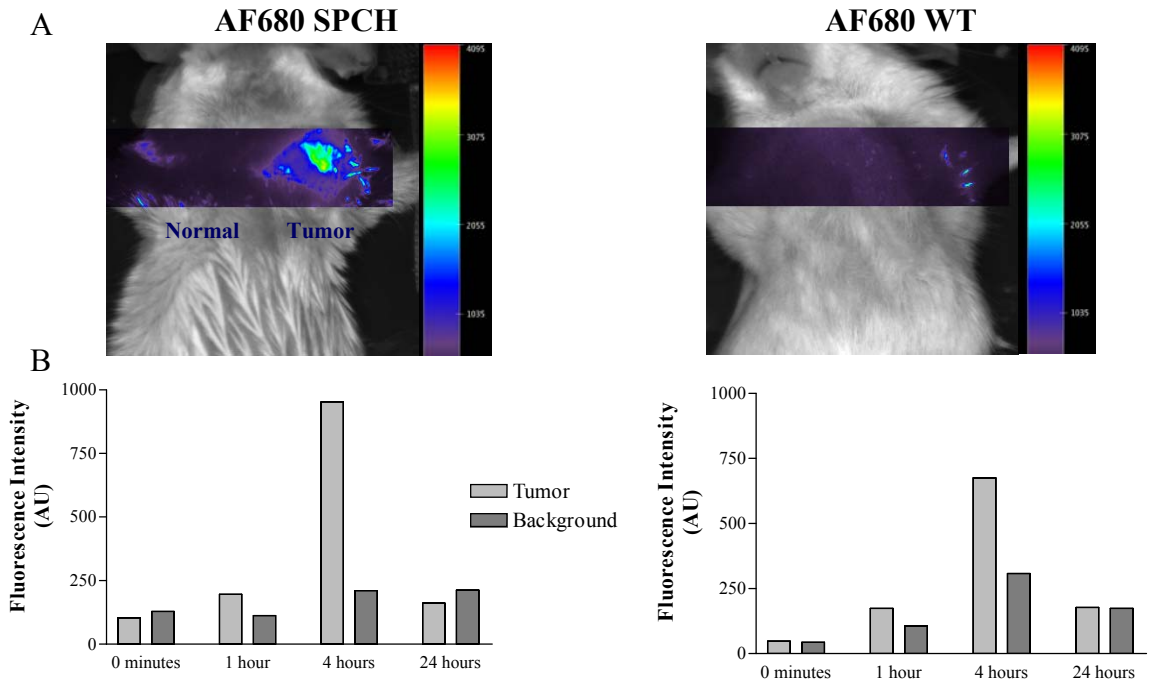 A
AF680 SPCH
AF680 WT
4095
3075
2055
1035
Normal
Tumor
4095
3075
2055
1035
B
Fluorescence Intensity
(AU)
1000
750
500
250
0
0 minutes
1 hour
4 hours
24 hours
Tumor
Background
Fluorescence Intensity
(AU)
1000
750
500
250
0
0 minutes
1 hour
4 hours
24 hours